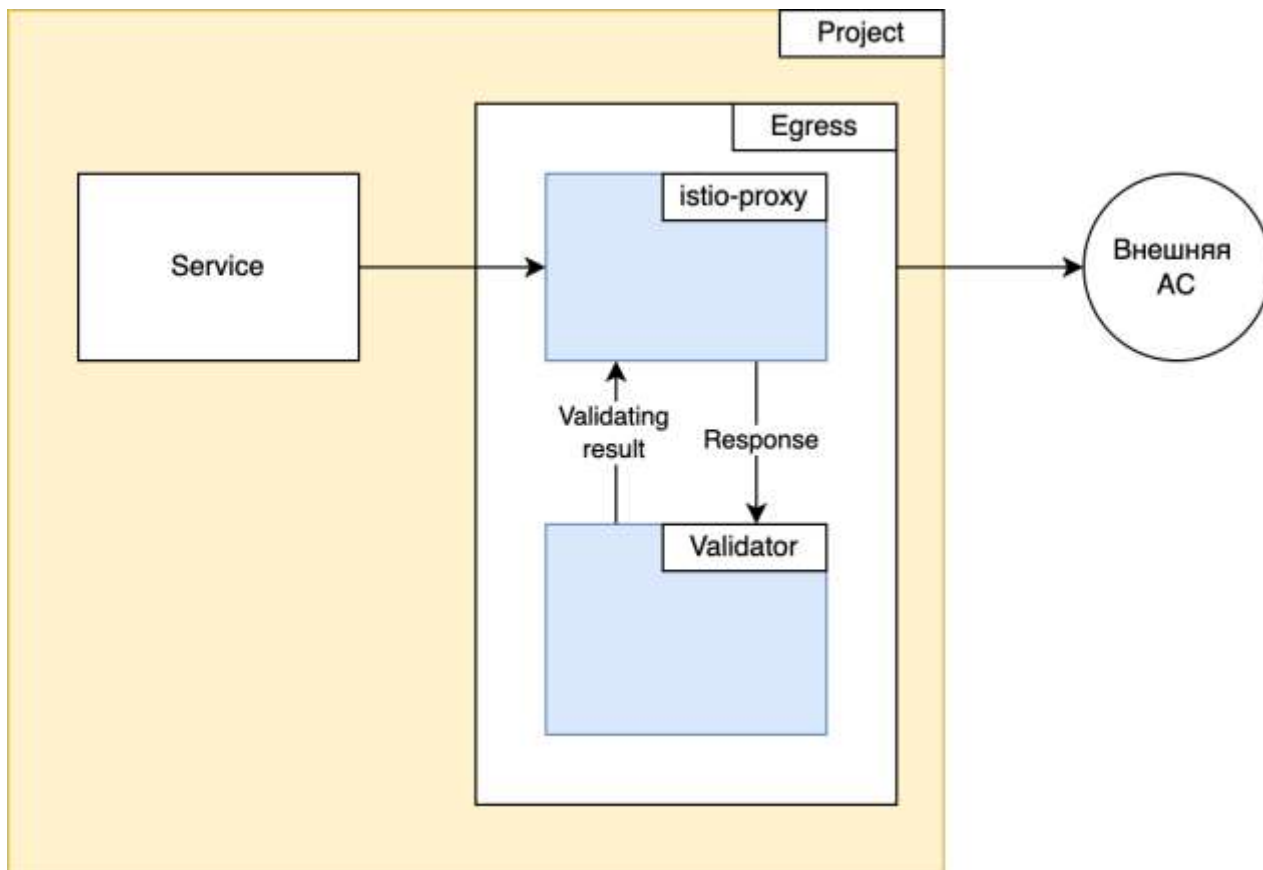 Project
Egress
istio-proxy
Service
Внешняя
АС
Validating
result
Response
Validator